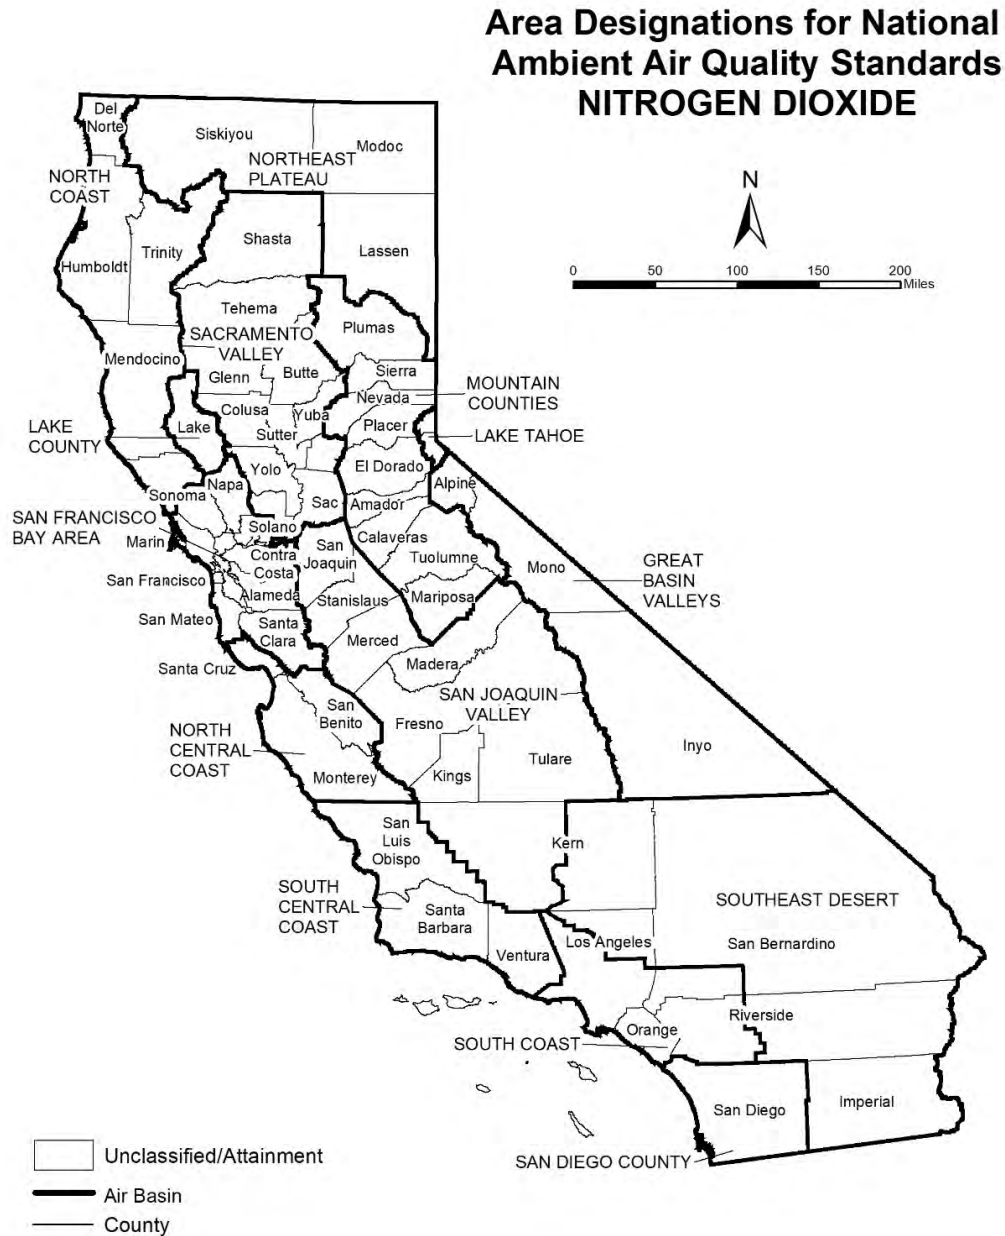 Area Designations for National
Ambient Air Quality Standards
NITROGEN DIOXIDE
N
0 50 100 150 200
Miles
Del
Norte
Siskiyou
Modoc
NORTHEAST
PLATEAU
NORTH
COAST
Shasta
Lassen
Trinity
Humboldt
Tehema
Plumas
SACRAMENTO
VALLEY
Mendocino
Glenn
Butte
Sierra
MOUNTAIN
COUNTIES
Nevada
Colusa
Yuba
Placer
LAKE
COUNTY
Lake
Sutter
LAKE TAHOE
Yolo
El Dorado
Alpine
Napa
Sonoma
Sac
Amador
SAN FRANCISCO
BAY AREA
Solano
Marin
Calaveras
San
Joaquin
Contra
Costa
Tuolumne
Mono
GREAT
BASIN
VALLEYS
San Francisco
Alameda
Stanislaus
Mariposa
San Mateo
Santa
Clara
Merced
Santa Cruz
Madera
SAN JOAQUIN
VALLEY
San
Benito
Fresno
NORTH
CENTRAL
COAST
Inyo
Tulare
Monterey
Kings
San
Luis
Obispo
Kern
SOUTH
CENTRAL
COAST
Santa
Barbara
SOUTHEAST DESERT
Los Angeles
San Bernardino
Ventura
Riverside
Orange
SOUTH COAST
San Diego
Imperial
SAN DIEGO COUNTY
Unclassified/Attainment
Air Basin
County